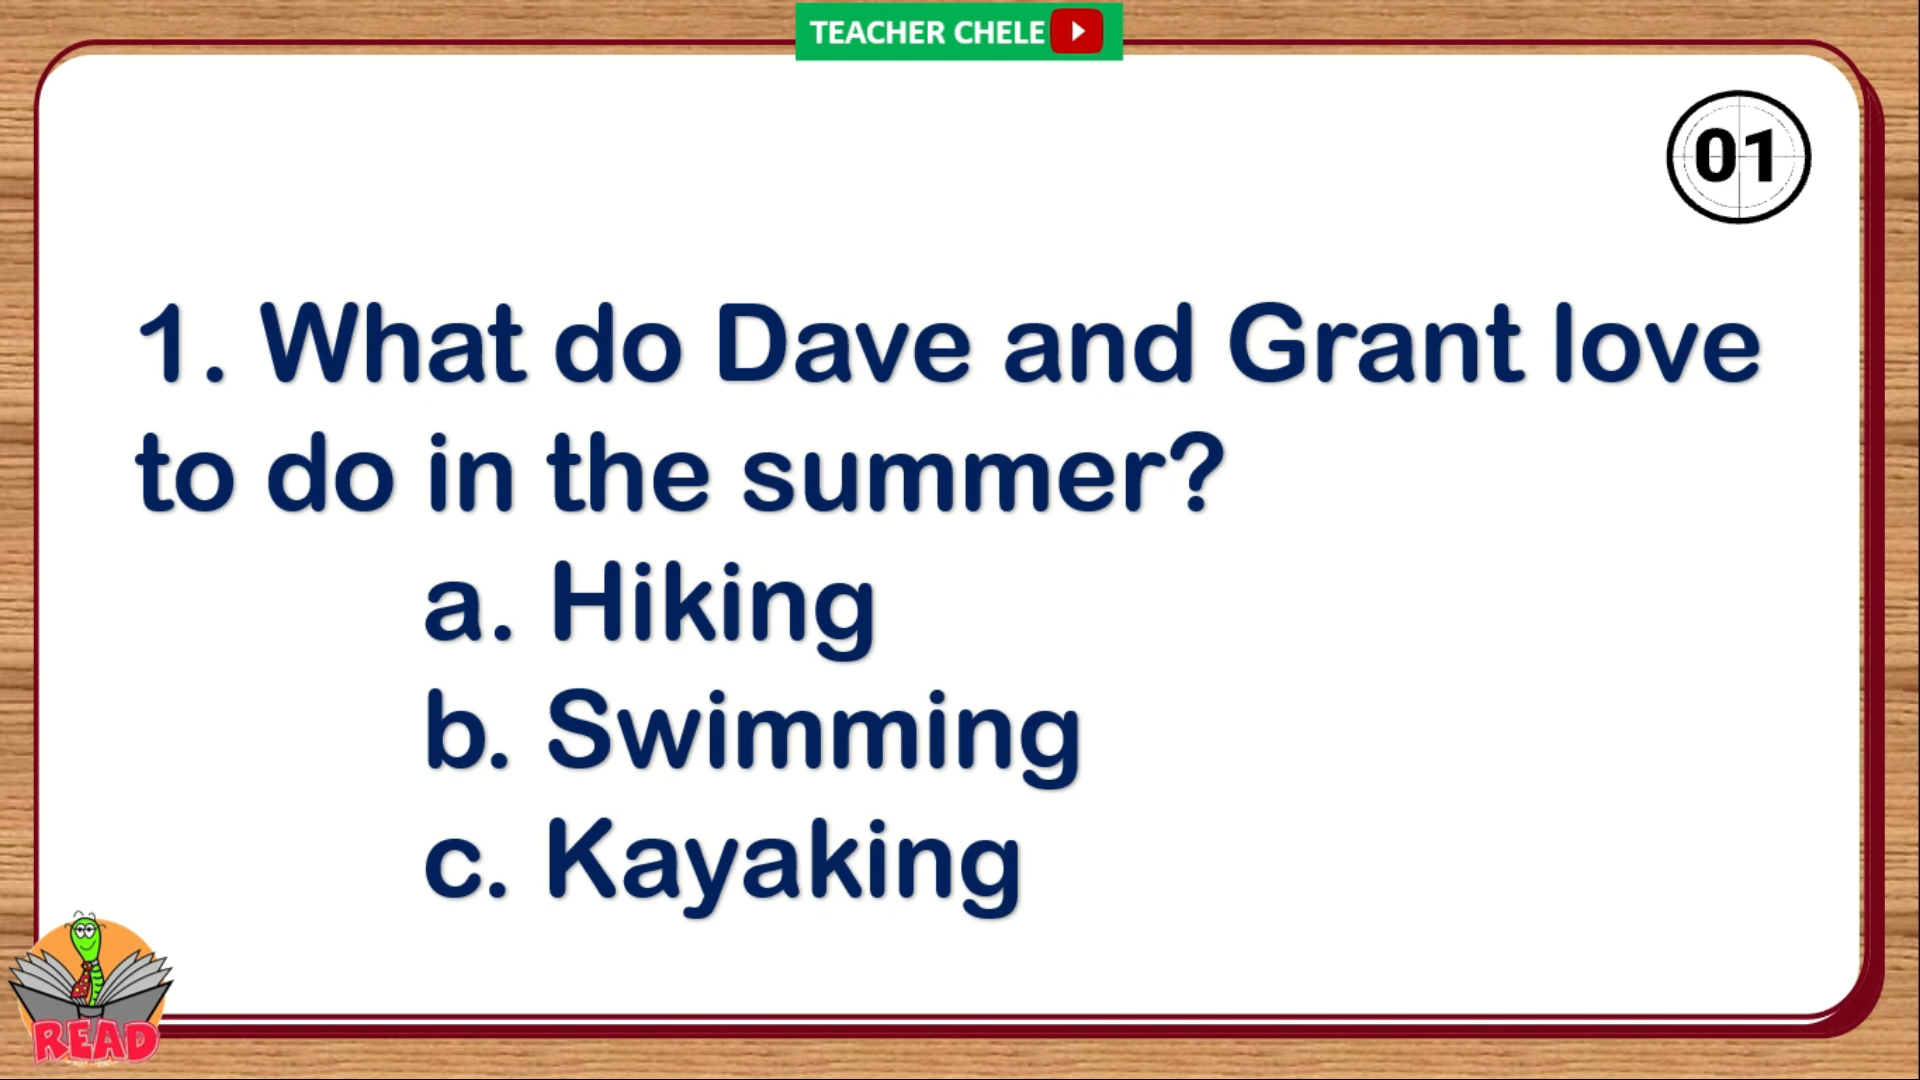 TEACHER CHELE
01
1. What do Dave and Grant love
to do in the summer?
a. Hiking
b. Swimming
c. Kayaking
READ